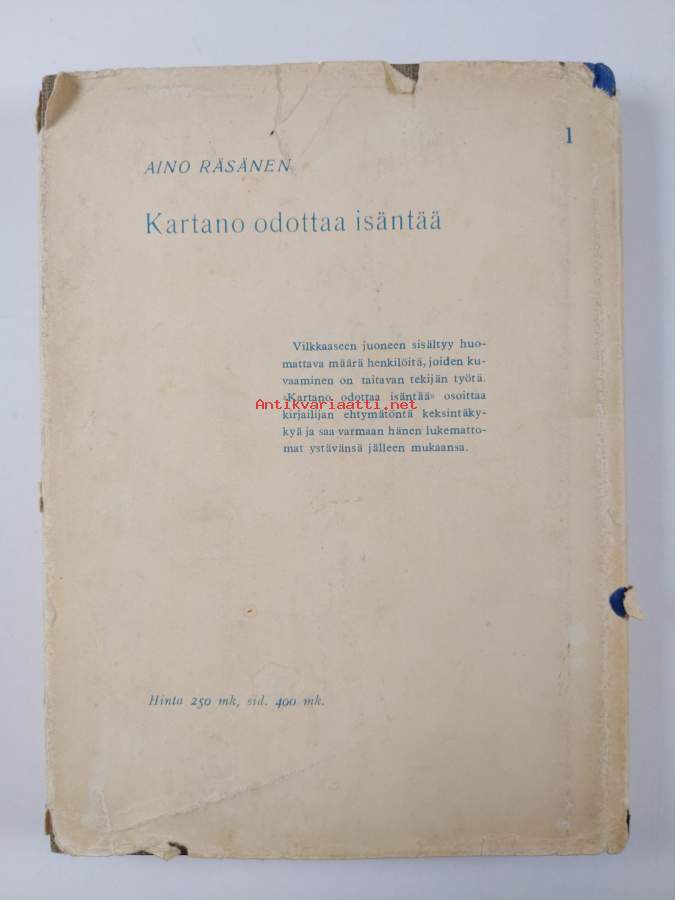 1
AINO RÄSÄNEN
Kartano odottaa isäntää
Vilkkaaseen juoneen sisältyy huo-
mattava määrä henkilöitä, joiden ku-
vaaminen on taitavan tekijän työtä.
»Kartano odottaa isäntää» osoittaa
Antikvariaatti.net
kirjailijan ehtymätöntä keksintäky-
kyä ja saa varmaan hänen lukematto-
mat ystävänsä jälleen mukaansa.
Hinta 250 mk, sid. 400 mk.